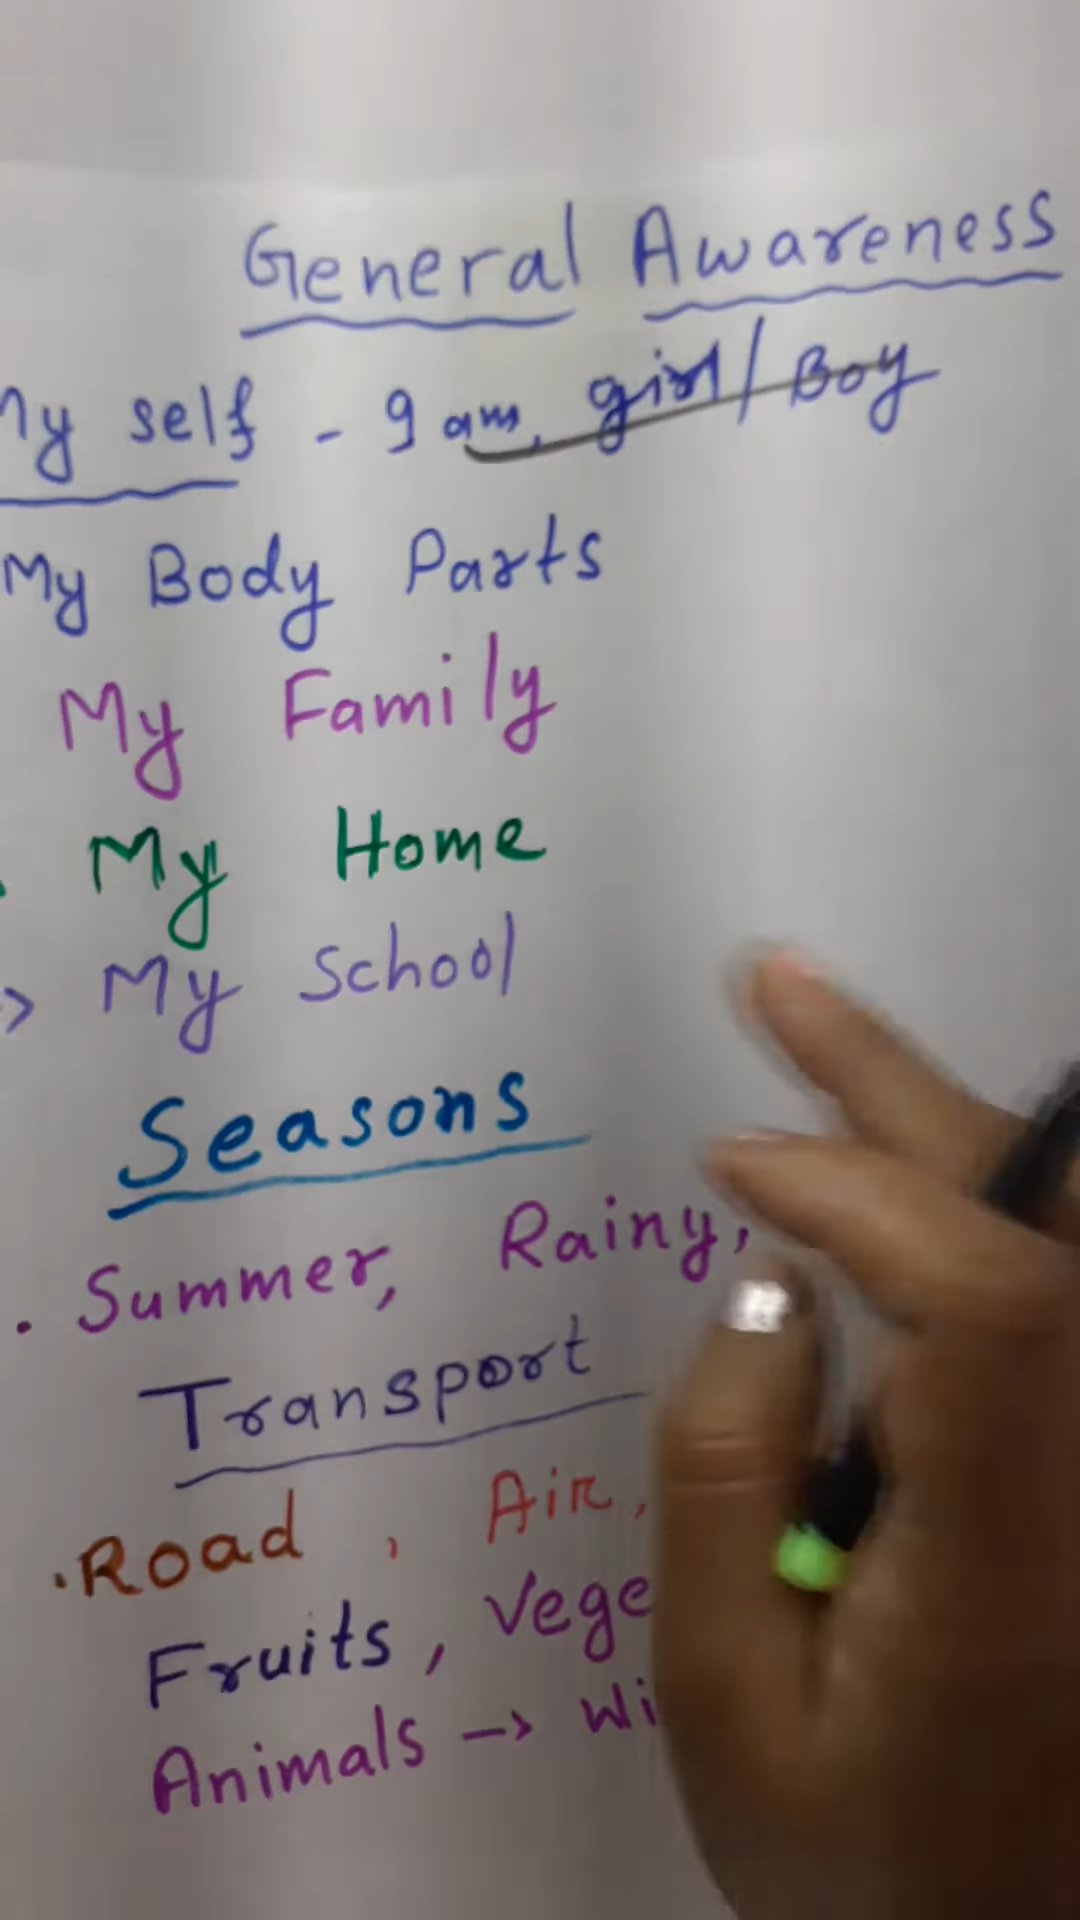 General Awareness
My self - I am, girl / Boy
My Body Parts
My Family
. My Home
> My School
Seasons
. Summer, Rainy,
Transport
. Road , Air,
Fruits , Vege
Animals -> Wi